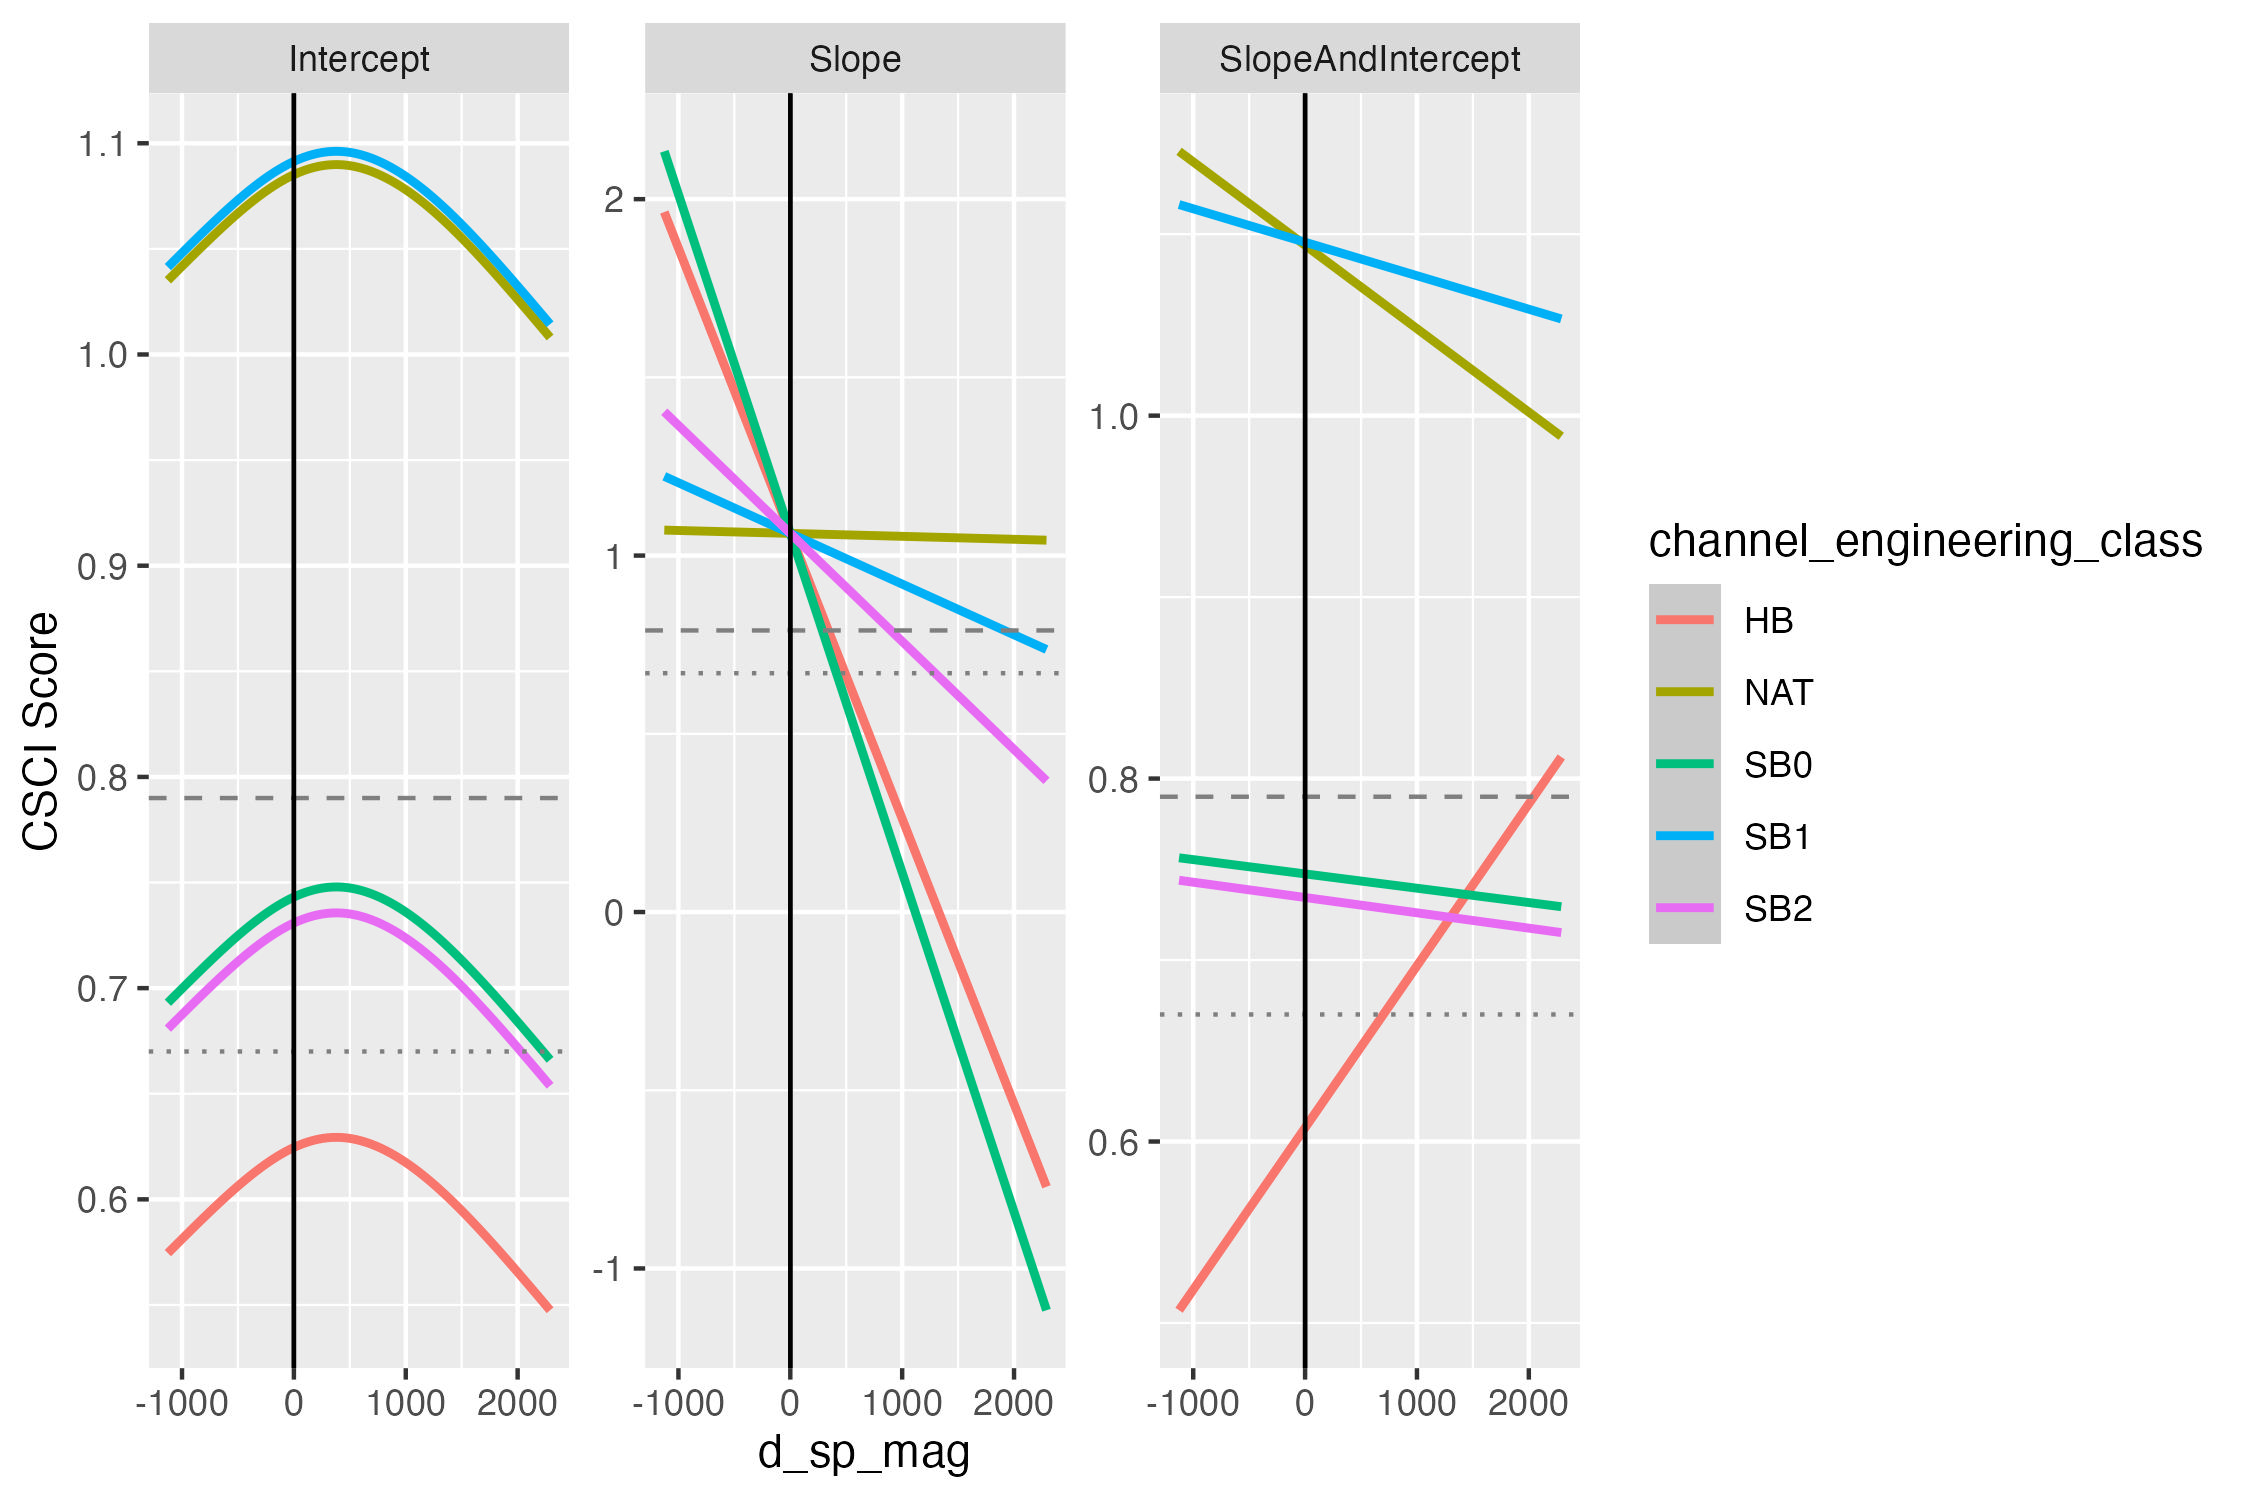 Intercept
Slope
SlopeAndIntercept
CSCI Score
1.1
1.0
0.9
0.8
0.7
0.6
2
1
0
-1
1.0
0.8
0.6
-1000 0 1000 2000
-1000 0 1000 2000
-1000 0 1000 2000
d_sp_mag
channel_engineering_class
HB
NAT
SB0
SB1
SB2